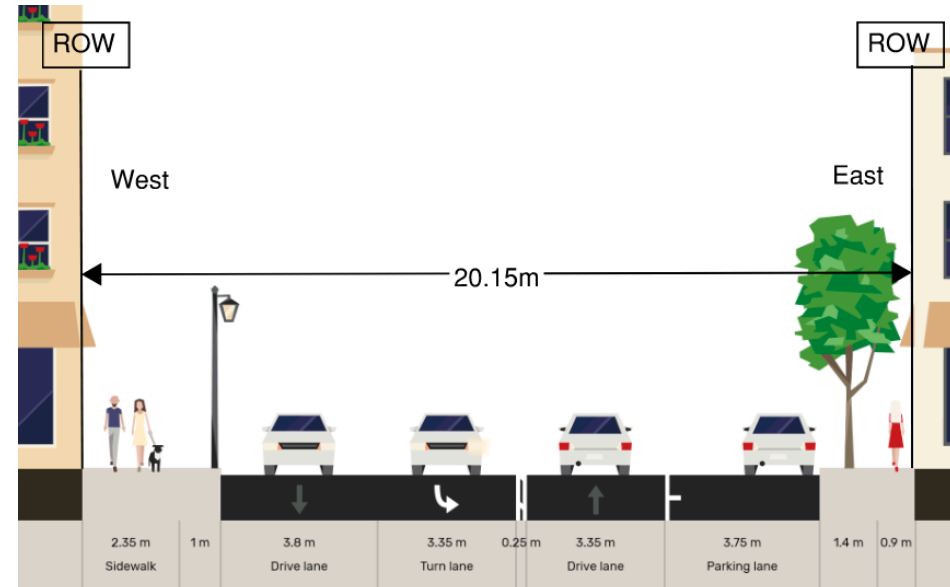 ROW
ROW
West
East
20.15m
2.35 m
1 m
3.8 m
3.35 m
0.25 m
3.35 m
3.75 m
1.4 m
0.9 m
Sidewalk
Drive lane
Turn lane
Drive lane
Parking lane